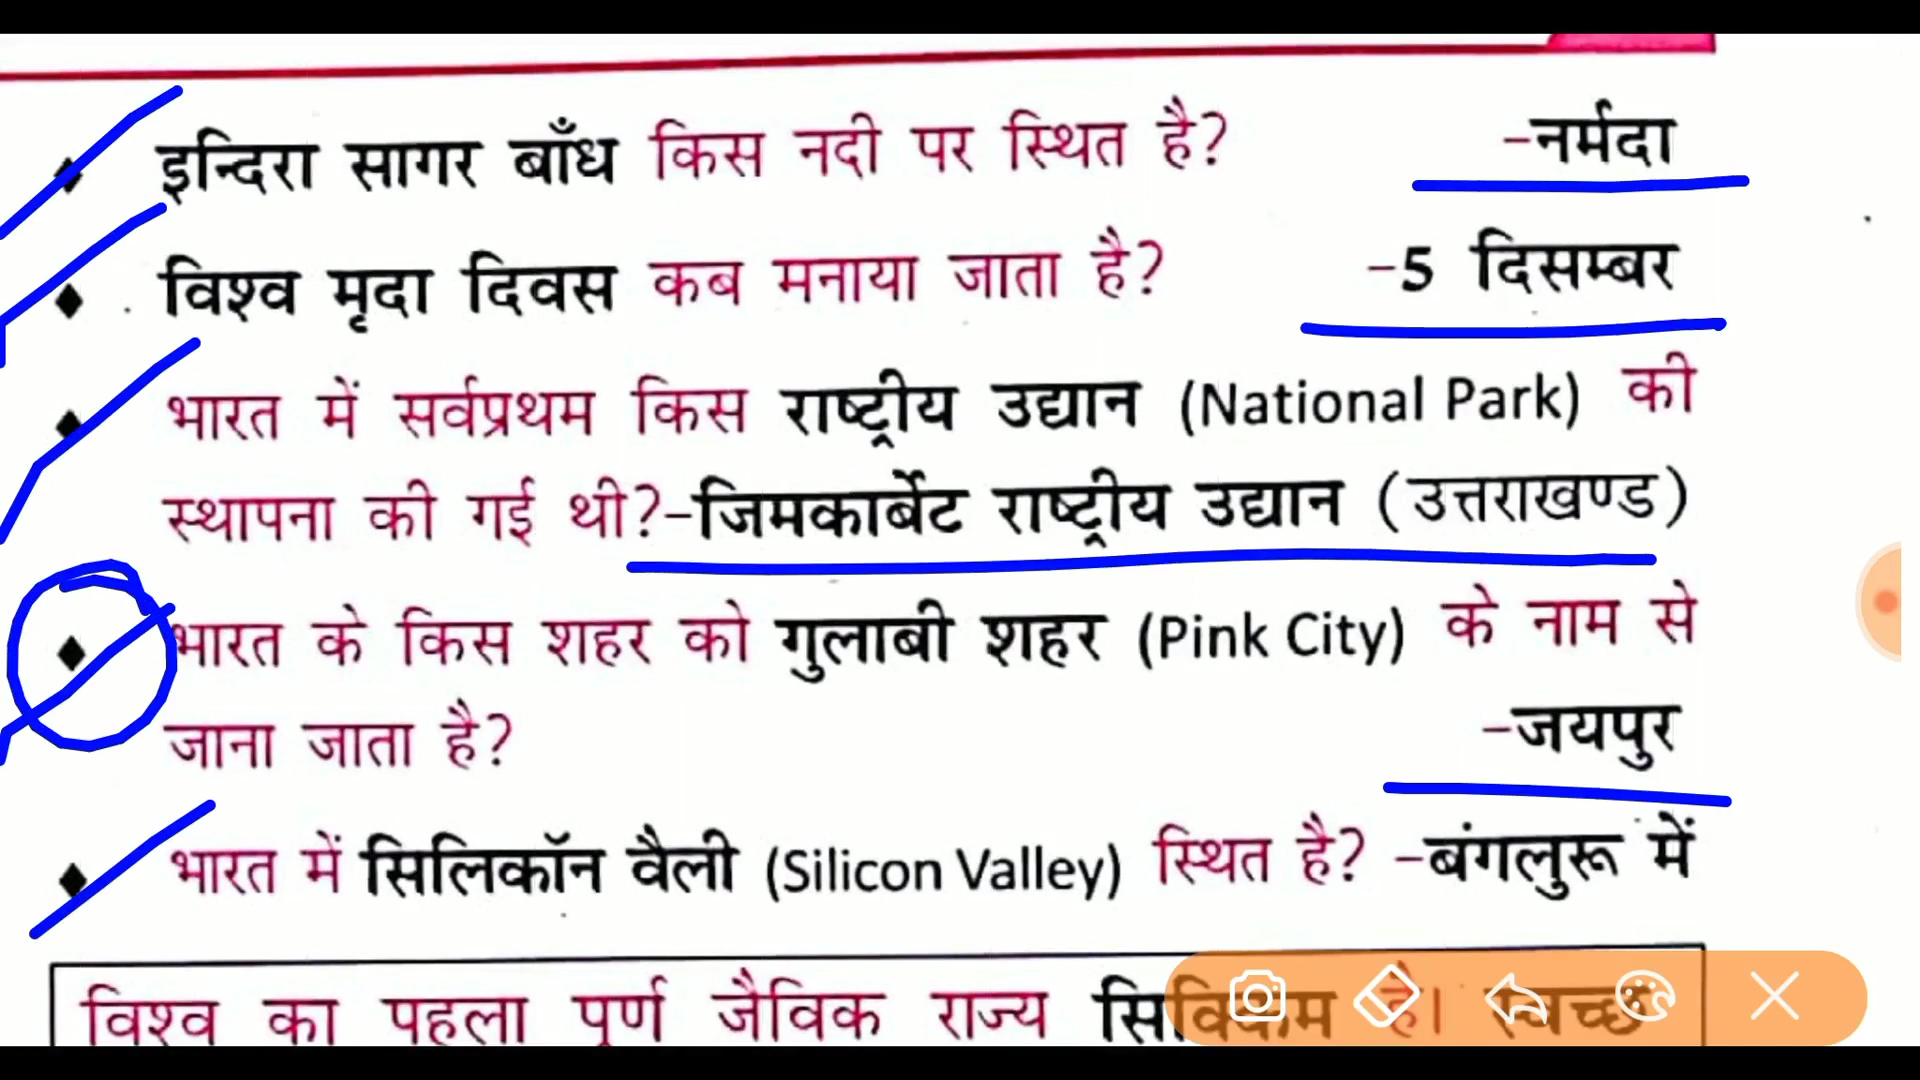 इन्दिरा सागर बाँध किस नदी पर स्थित है? -नर्मदा
विश्व मृदा दिवस कब मनाया जाता है? -5 दिसम्बर
भारत में सर्वप्रथम किस राष्ट्रीय उद्यान (National Park) की
स्थापना की गई थी?-जिमकार्बेट राष्ट्रीय उद्यान (उत्तराखण्ड)
भारत के किस शहर को गुलाबी शहर (Pink City) के नाम से
जाना जाता है? -जयपुर
भारत में सिलिकॉन वैली (Silicon Valley) स्थित है? -बंगलुरू में
विश्व का पहला पूर्ण जैविक राज्य सिक्किम है। स्वच्छ